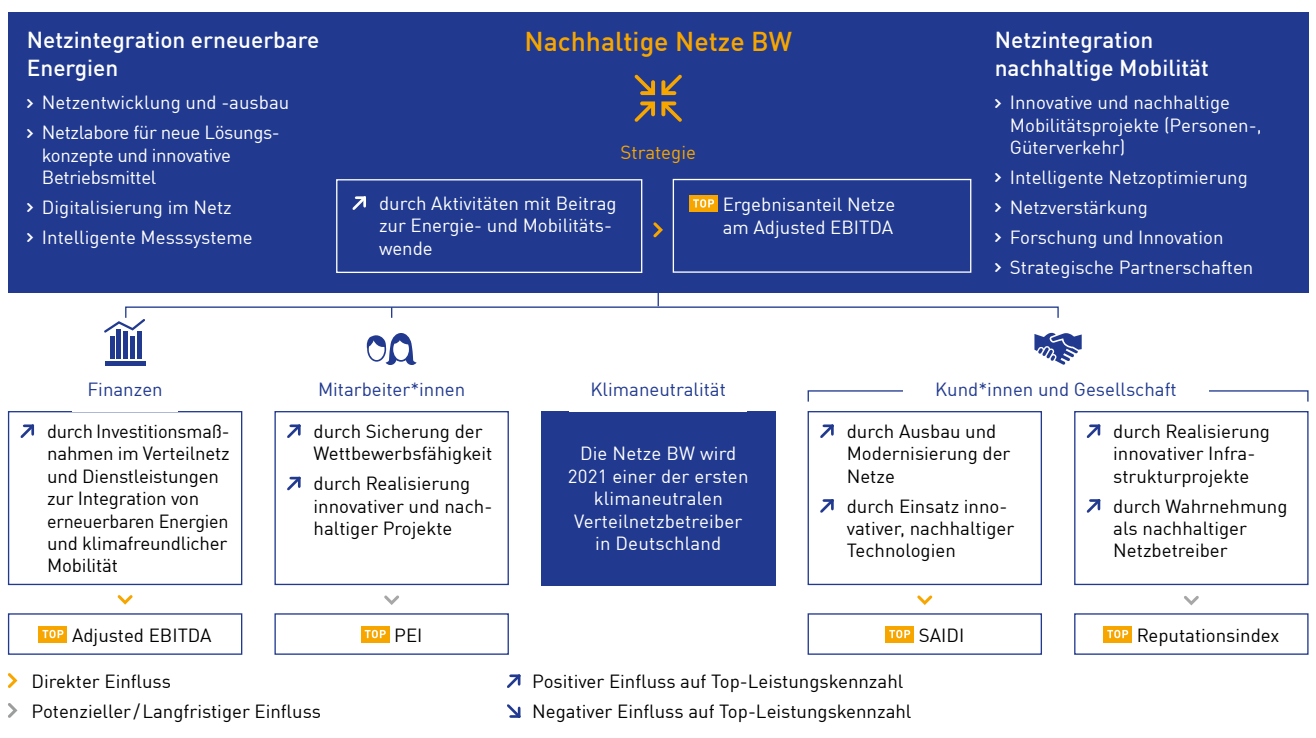 Netzintegration erneuerbare
Energien
› Netzentwicklung und -ausbau
› Netzlabore für neue Lösungs-
konzepte und innovative
Betriebsmittel
› Digitalisierung im Netz
› Intelligente Messsysteme
Nachhaltige Netze BW
Strategie
durch Aktivitäten mit Beitrag
zur Energie- und Mobilitäts-
wende
TOP Ergebnisanteil Netze
am Adjusted EBITDA
Netzintegration
nachhaltige Mobilität
› Innovative und nachhaltige
Mobilitätsprojekte (Personen-,
Güterverkehr)
› Intelligente Netzoptimierung
› Netzverstärkung
› Forschung und Innovation
› Strategische Partnerschaften
Finanzen
durch Investitionsmaß-
nahmen im Verteilnetz
und Dienstleistungen
zur Integration von
erneuerbaren Energien
und klimafreundlicher
Mobilität
TOP Adjusted EBITDA
Mitarbeiter*innen
durch Sicherung der
Wettbewerbsfähigkeit
durch Realisierung
innovativer und nach-
haltiger Projekte
TOP PEI
Klimaneutralität
Die Netze BW wird
2021 einer der ersten
klimaneutralen
Verteilnetzbetreiber
in Deutschland
Kund*innen und Gesellschaft
durch Ausbau und
Modernisierung der
Netze
durch Einsatz inno-
vativer, nachhaltiger
Technologien
TOP SAIDI
durch Realisierung
innovativer Infra-
strukturprojekte
durch Wahrnehmung
als nachhaltiger
Netzbetreiber
TOP Reputationsindex
Direkter Einfluss
Potenzieller/Langfristiger Einfluss
Positiver Einfluss auf Top-Leistungskennzahl
Negativer Einfluss auf Top-Leistungskennzahl